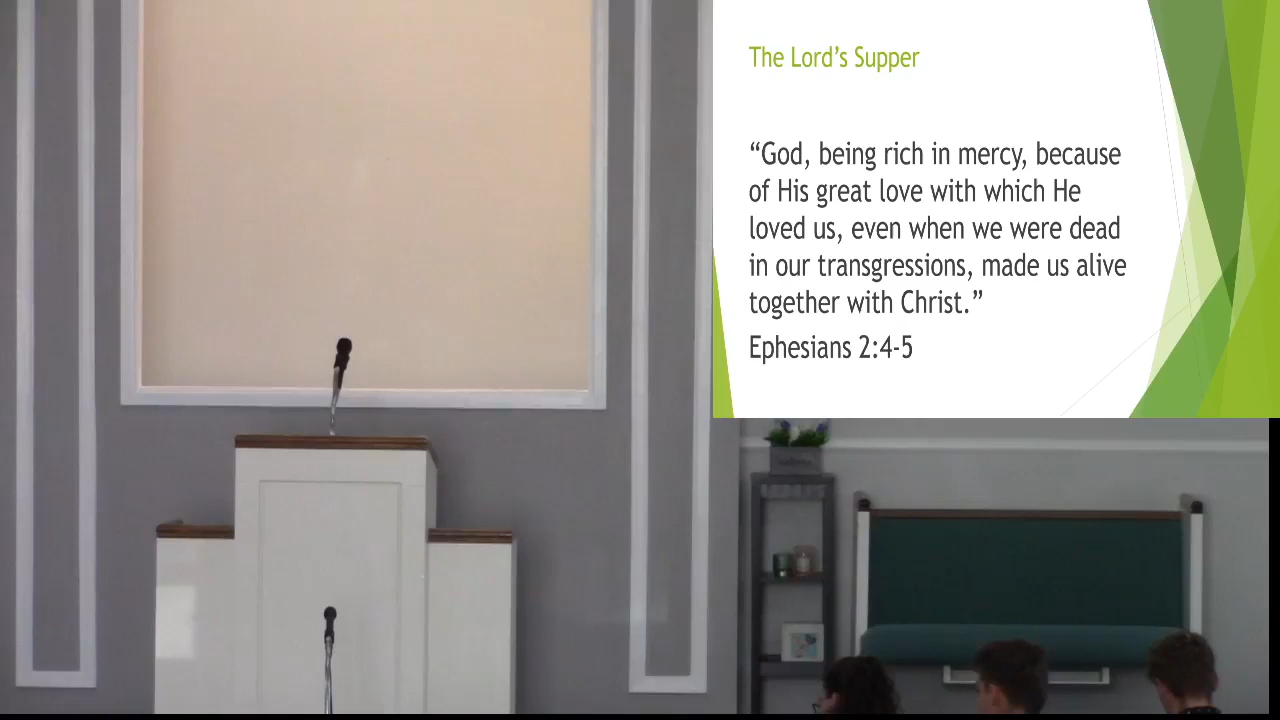 The Lord’s Supper
“God, being rich in mercy, because
of His great love with which He
loved us, even when we were dead
in our transgressions, made us alive
together with Christ.”
Ephesians 2:4-5